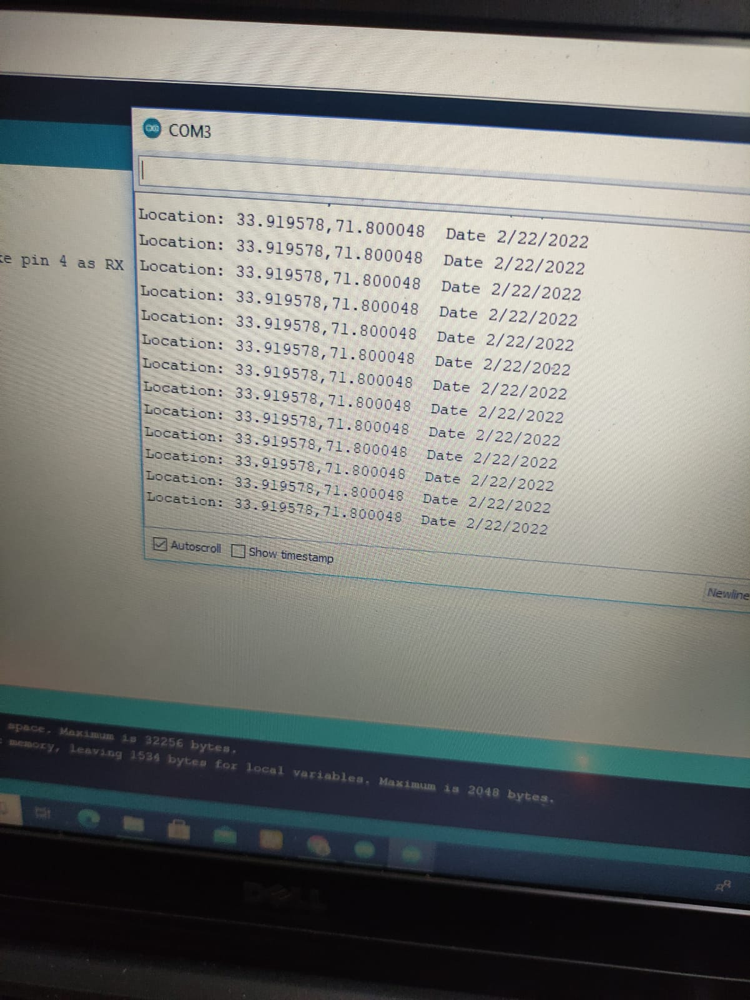 COM3
Location: 33.919578,71.800048 Date 2/22/2022
Location: 33.919578,71.800048 Date 2/22/2022
Location: 33.919578,71.800048 Date 2/22/2022
Location: 33.919578,71.800048 Date 2/22/2022
Location: 33.919578,71.800048 Date 2/22/2022
Location: 33.919578,71.800048 Date 2/22/2022
Location: 33.919578,71.800048 Date 2/22/2022
Location: 33.919578,71.800048 Date 2/22/2022
Location: 33.919578,71.800048 Date 2/22/2022
Location: 33.919578,71.800048 Date 2/22/2022
Location: 33.919578,71.800048 Date 2/22/2022
Location: 33.919578,71.800048 Date 2/22/2022
Location: 33.919578,71.800048 Date 2/22/2022
pin 4 as RX
Autoscroll Show timestamp
Newline
space. Maximum is 32256 bytes.
memory, leaving 1534 bytes for local variables. Maximum is 2048 bytes.
DELL